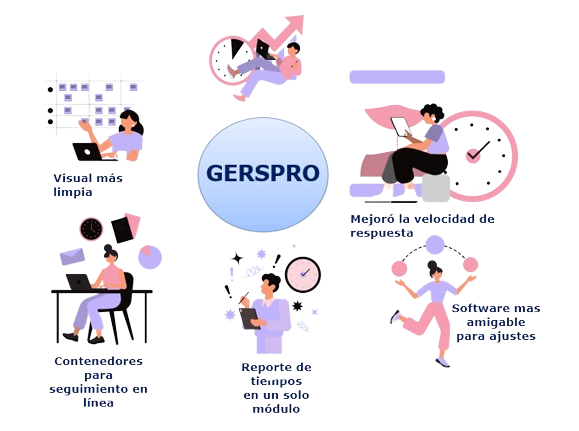 GERSPRO
Visual más
limpia
Mejoró la velocidad de
respuesta
Contenedores
para
seguimiento en
línea
Reporte de
tiempos
en un solo
módulo
Software mas
amigable
para ajustes